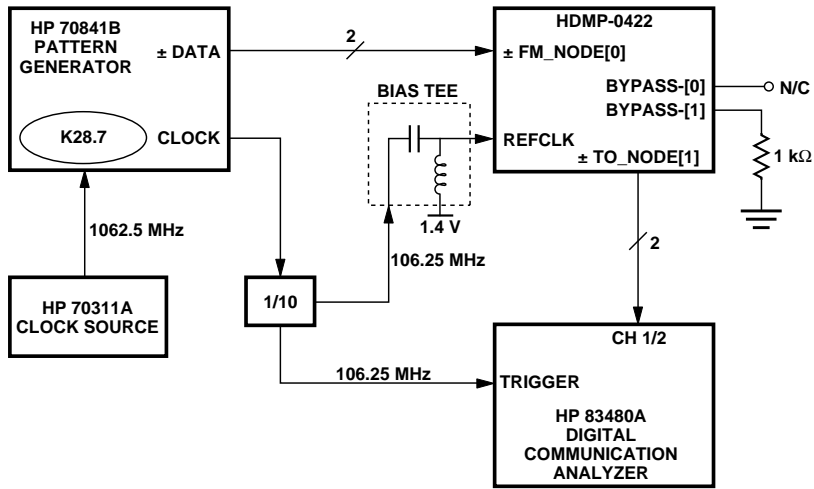 HP 70841B
PATTERN
GENERATOR
± DATA
K28.7
CLOCK
2
HDMP-0422
± FM_NODE[0]
BYPASS-[0]
N/C
BYPASS-[1]
REFCLK
± TO_NODE[1]
1 kΩ
BIAS TEE
1.4 V
1062.5 MHz
106.25 MHz
2
HP 70311A
CLOCK SOURCE
1/10
106.25 MHz
CH 1/2
TRIGGER
HP 83480A
DIGITAL
COMMUNICATION
ANALYZER